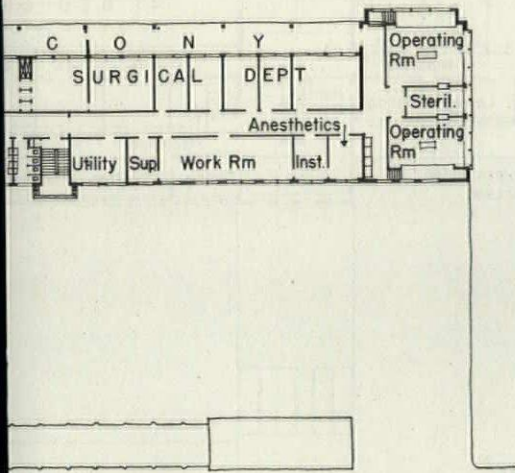 C O N Y
Operating
Rm
SURGICAL DEPT
Steril.
Anesthetics
Operating
Rm
Utility Sup Work Rm Inst.